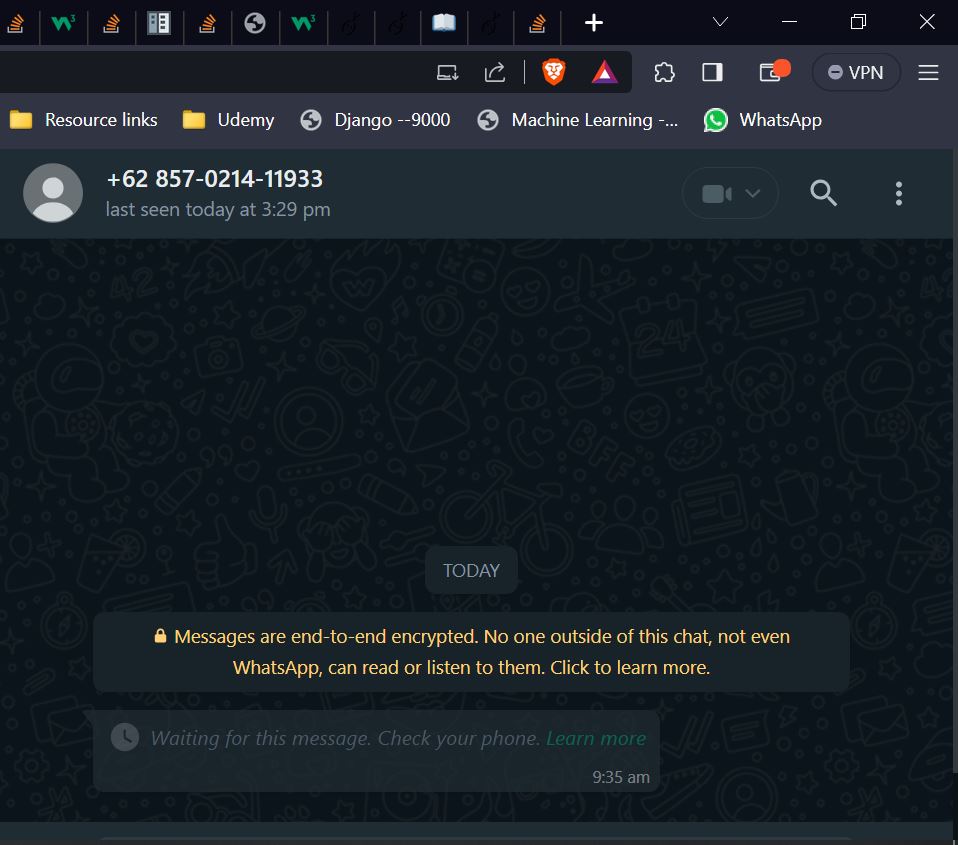 VPN
Resource links Udemy Django --9000 Machine Learning -... WhatsApp
+62 857-0214-11933
last seen today at 3:29 pm
TODAY
Messages are end-to-end encrypted. No one outside of this chat, not even
WhatsApp, can read or listen to them. Click to learn more.
Waiting for this message. Check your phone. Learn more
9:35 am